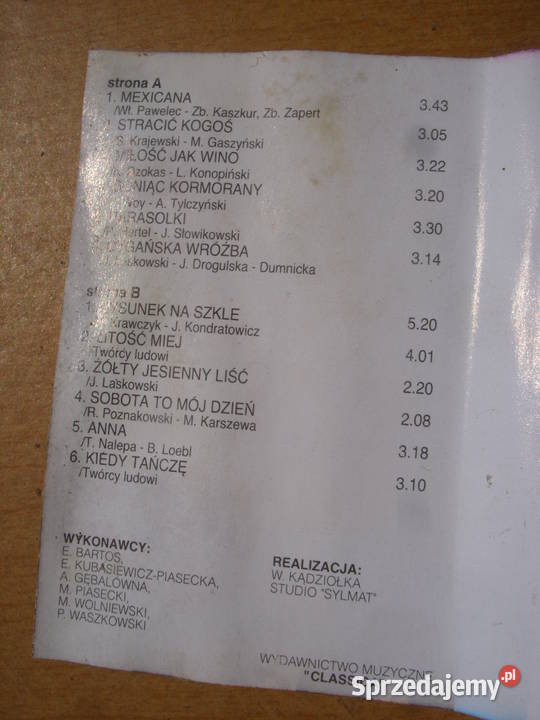 strona A
1. MEXICANA 3.43
/Wł. Pawelec - Zb. Kaszkur, Zb. Zapert
STRACIĆ KOGOŚ 3.05
Krajewski - M. Gaszyński
JAK WINO 3.22
- L. Konopiński
KORMORANY 3.20
- A. Tylczyński
3.30
- J. Słowikowski
WRÓŻBA 3.14
- J. Drogulska - Dumnicka
B
NA SZKLE 5.20
Krawczyk - J. Kondratowicz
MIEJ 4.01
/Twórcy ludowi
3. ŻÓŁTY JESIENNY LIŚĆ 2.20
/J. Laskowski
4. SOBOTA TO MÓJ DZIEŃ 2.08
/R. Poznakowski - M. Karszewa
5. ANNA 3.18
/T. Nalepa - B. Loebl
6. KIEDY TAŃCZĘ 3.10
/Twórcy ludowi
WYKONAWCY:
E. BARTOS,
E. KUBASIEWICZ-PIASECKA,
A. GĘBALÓWNA,
M. PIASECKI,
M. WOLNIEWSKI,
P. WASZKOWSKI
REALIZACJA:
W. KĄDZIOŁKA
STUDIO "SYLMAT"
WYDAWNICTWO MUZYCZNE
Sprzedajemy.pl